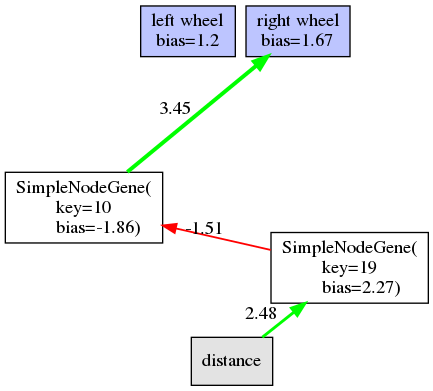 left wheel
bias=1.2
right wheel
bias=1.67
3.45
SimpleNodeGene(
key=10
bias=-1.86)
-1.51
SimpleNodeGene(
key=19
bias=2.27)
2.48
distance